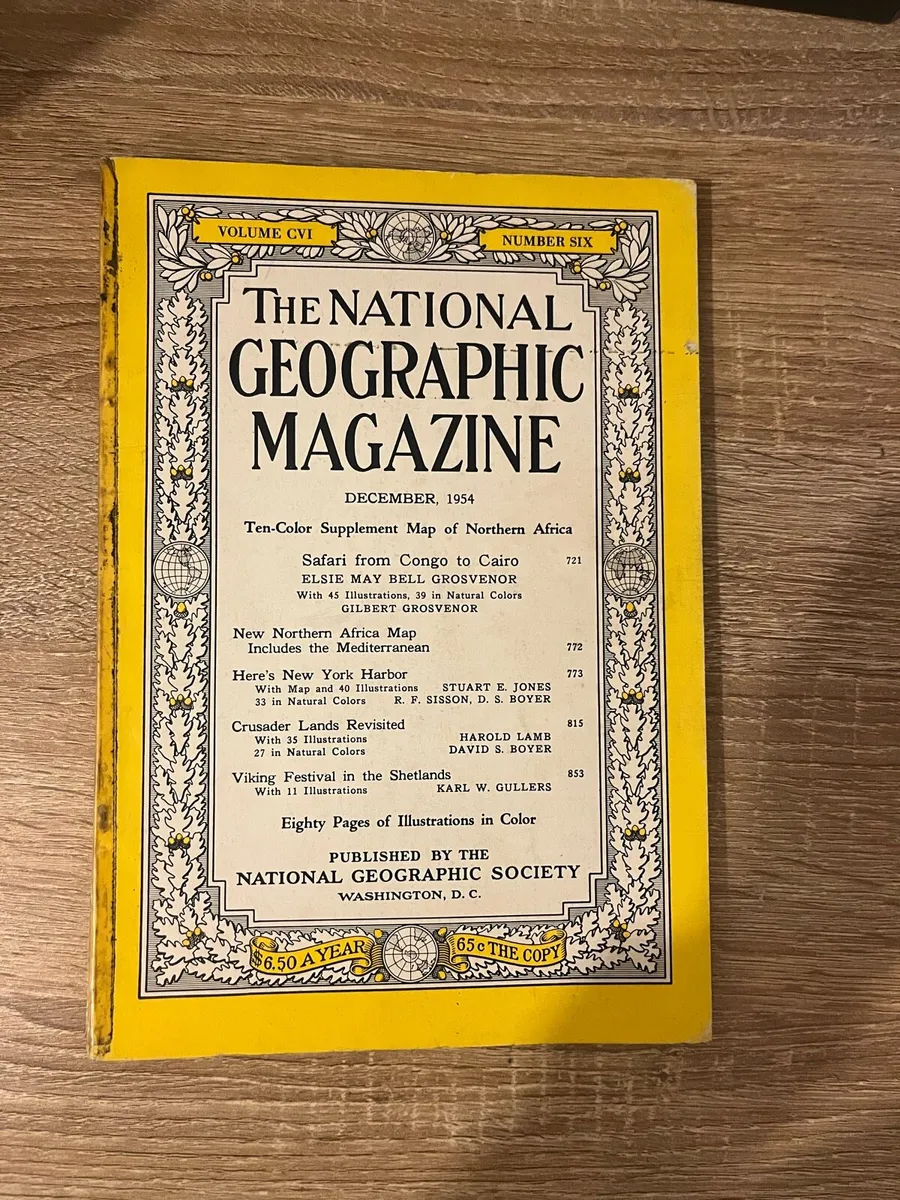 VOLUME CVI
NUMBER SIX
THE NATIONAL
GEOGRAPHIC
MAGAZINE
DECEMBER, 1954
Ten-Color Supplement Map of Northern Africa
Safari from Congo to Cairo 721
ELSIE MAY BELL GROSVENOR
With 45 Illustrations, 39 in Natural Colors
GILBERT GROSVENOR
New Northern Africa Map
Includes the Mediterranean 772
Here's New York Harbor 773
With Map and 40 Illustrations STUART E. JONES
33 in Natural Colors R. F. SISSON, D. S. BOYER
Crusader Lands Revisited 815
With 35 Illustrations HAROLD LAMB
27 in Natural Colors DAVID S. BOYER
Viking Festival in the Shetlands 853
With 11 Illustrations KARL W. GULLERS
Eighty Pages of Illustrations in Color
PUBLISHED BY THE
NATIONAL GEOGRAPHIC SOCIETY
WASHINGTON, D. C.
$6.50 A YEAR
65c THE COPY